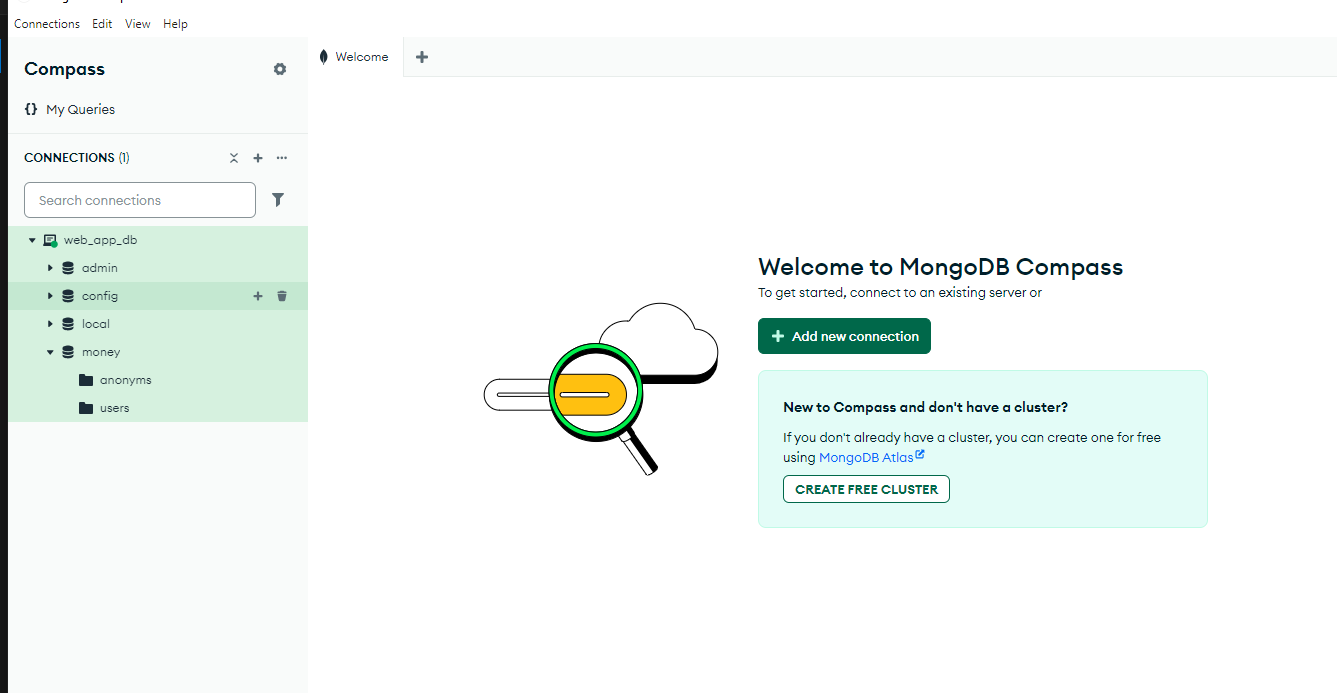 Connections Edit View Help
Compass
Welcome
{} My Queries
CONNECTIONS (1)
Search connections
web_app_db
admin
config
local
money
anonyms
users
Welcome to MongoDB Compass
To get started, connect to an existing server or
+ Add new connection
New to Compass and don't have a cluster?
If you don't already have a cluster, you can create one for free
using MongoDB Atlas
CREATE FREE CLUSTER